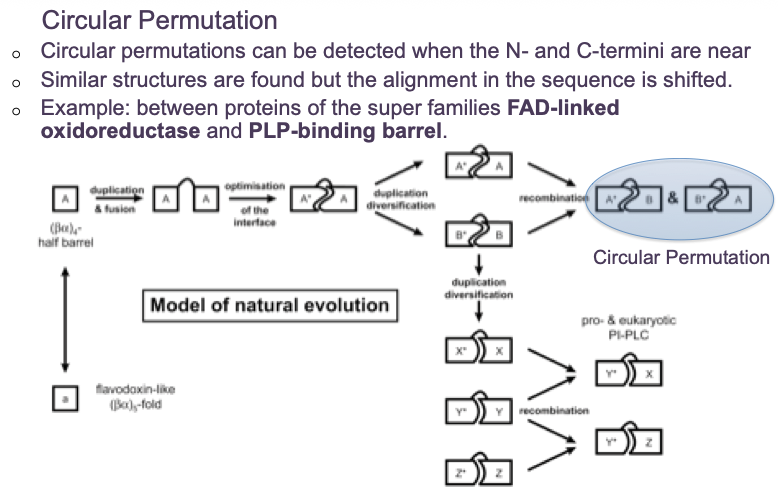 Circular Permutation
o Circular permutations can be detected when the N- and C-termini are near
o Similar structures are found but the alignment in the sequence is shifted.
o Example: between proteins of the super families FAD-linked
oxidoreductase and PLP-binding barrel.
A
(βα)₄-
half barrel
duplication
& fusion
A A
optimisation
of the
interface
A* A
duplication
diversification
A* A
B* B
recombination
A* B & B* A
Circular Permutation
duplication
diversification
Model of natural evolution
a
flavodoxin-like
(βα)₅-fold
X* X
Y* Y
Z* Z
recombination
pro- & eukaryotic
PI-PLC
Y* X
Y* Z